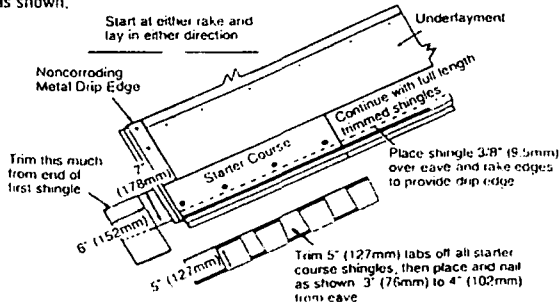 is shown.
Start at either rake and
lay in either direction
Underlayment
Noncorroding
Metal Drip Edge
Continue with full length
trimmed shingles
Starter Course
Trim this much
from end of
first shingle
7"
(178mm)
6" (152mm)
Place shingle 3/8" (9.5mm)
over eave and rake edges
to provide drip edge
5" (127mm)
Trim 5" (127mm) tabs off all starter
course shingles, then place and nail
as shown 3" (76mm) to 4" (102mm)
from eave